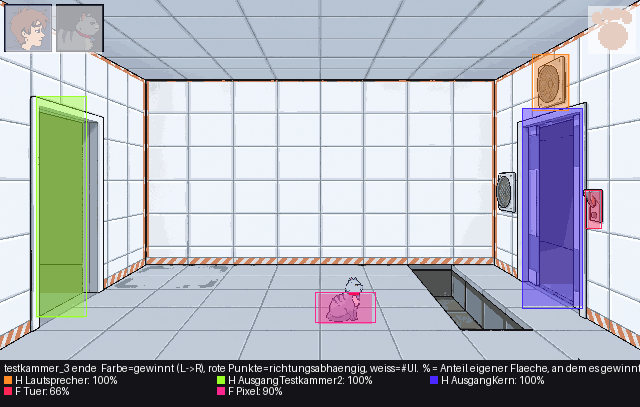 testkammer_3 ende Farbe=gewinnt (L->R), rote Punkte=richtungsabhaengig, weiss=#UI. % = Anteil eigener Flaeche, an dem es gewinnt
H Lautsprecher: 100% H AusgangTestkammer2: 100% H AusgangKern: 100%
F Tuer: 66% F Pixel: 90%